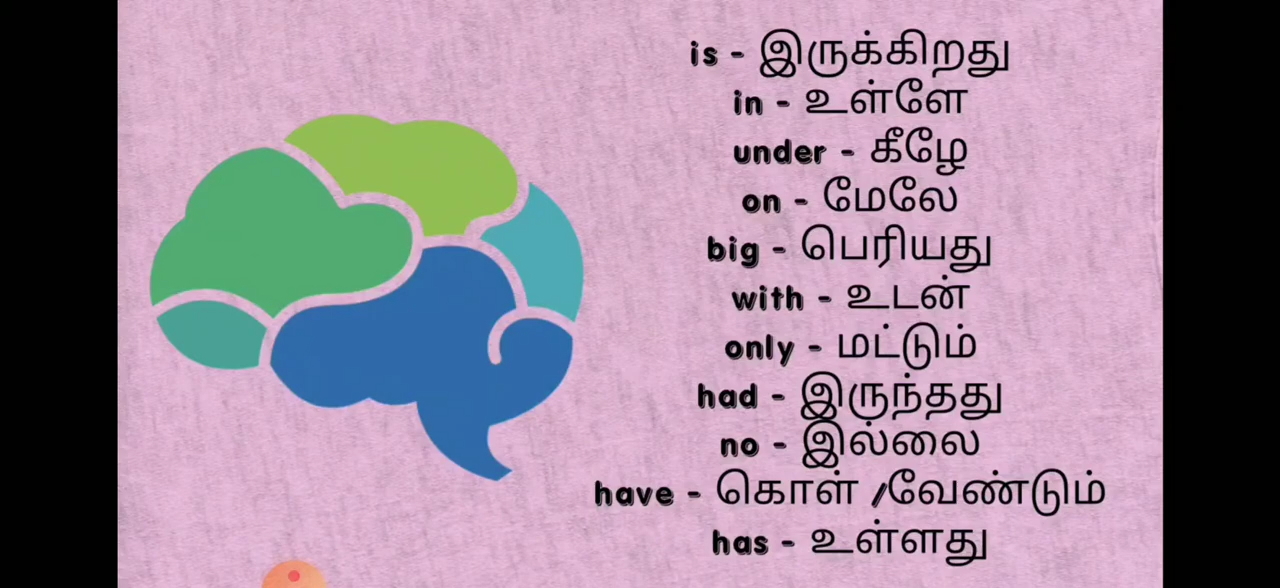 is - இருக்கிறது
in - உள்ளே
under - கீழே
on - மேலே
big - பெரியது
with - உடன்
only - மட்டும்
had - இருந்தது
no - இல்லை
have - கொள் /வேண்டும்
has - உள்ளது